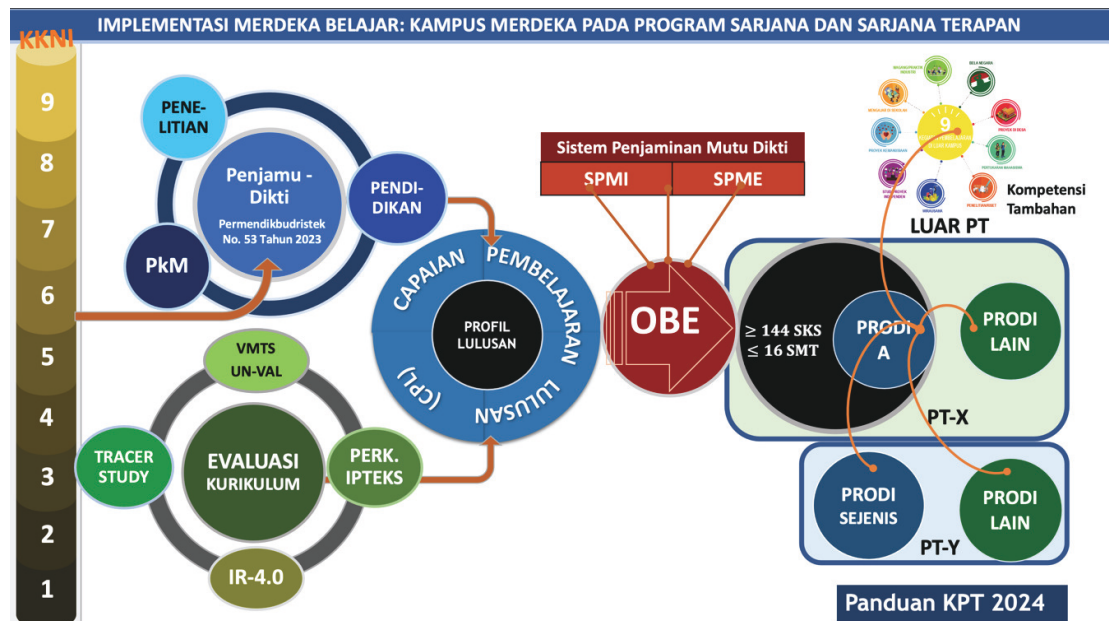 IMPLEMENTASI MERDEKA BELAJAR: KAMPUS MERDEKA PADA PROGRAM SARJANA DAN SARJANA TERAPAN
KKNI
9
8
7
6
5
4
3
2
1
PENE-
LITIAN
Penjamu -
Dikti
Permendikbudristek
No. 53 Tahun 2023
PENDI-
DIKAN
PkM
VMTS
UN-VAL
TRACER
STUDY
EVALUASI
KURIKULUM
PERK.
IPTEKS
IR-4.0
CAPAIAN PEMBELAJARAN LULUSAN (CPL)
PROFIL
LULUSAN
Sistem Penjaminan Mutu Dikti
SPMI
SPME
OBE
≥ 144 SKS
≤ 16 SMT
PRODI
A
PRODI
LAIN
PT-X
PRODI
SEJENIS
PRODI
LAIN
PT-Y
BELA NEGARA
PROYEK DI DESA
9
Kompetensi
Tambahan
LUAR PT
Panduan KPT 2024